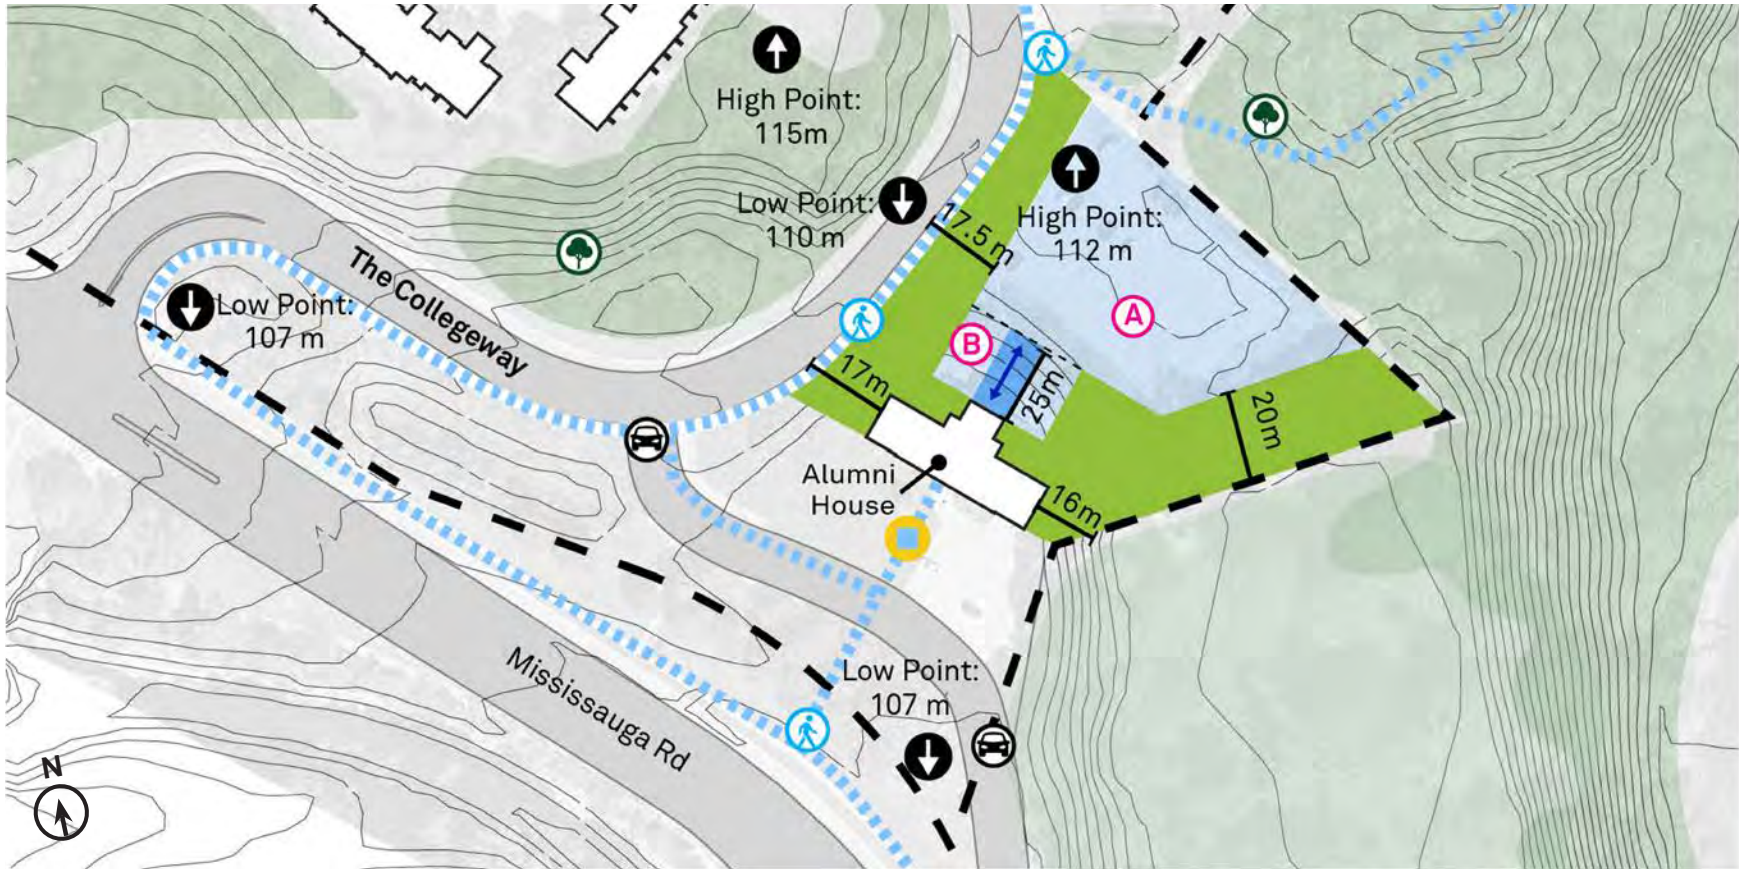 High Point:
115m
Low Point:
110 m
17.5 m
High Point:
112 m
The Collegeway
Low Point:
107 m
A
B
17m
25m
20m
Alumni
House
16m
Mississauga Rd
Low Point:
107 m
N